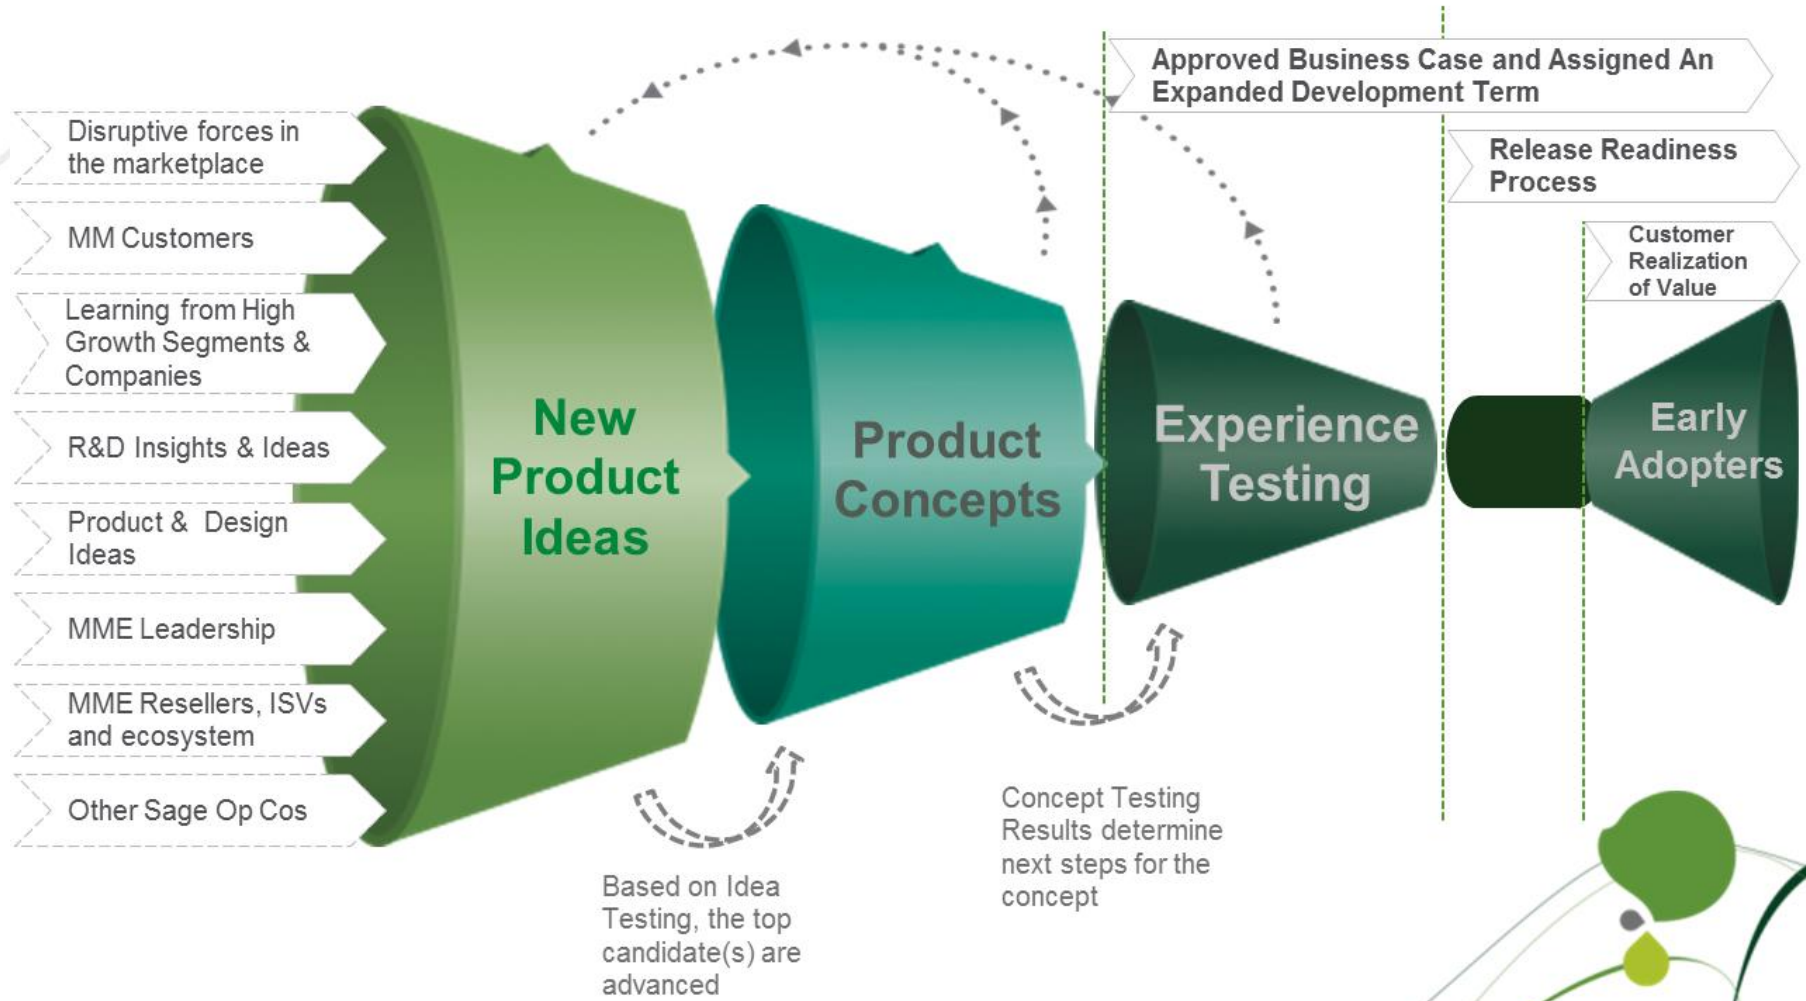 Disruptive forces in
the marketplace
MM Customers
Learning from High
Growth Segments &
Companies
R&D Insights & Ideas
Product & Design
Ideas
MME Leadership
MME Resellers, ISVs
and ecosystem
Other Sage Op Cos
New
Product
Ideas
Based on Idea
Testing, the top
candidate(s) are
advanced
Product
Concepts
Concept Testing
Results determine
next steps for the
concept
Approved Business Case and Assigned An
Expanded Development Term
Experience
Testing
Release Readiness
Process
Customer
Realization
of Value
Early
Adopters